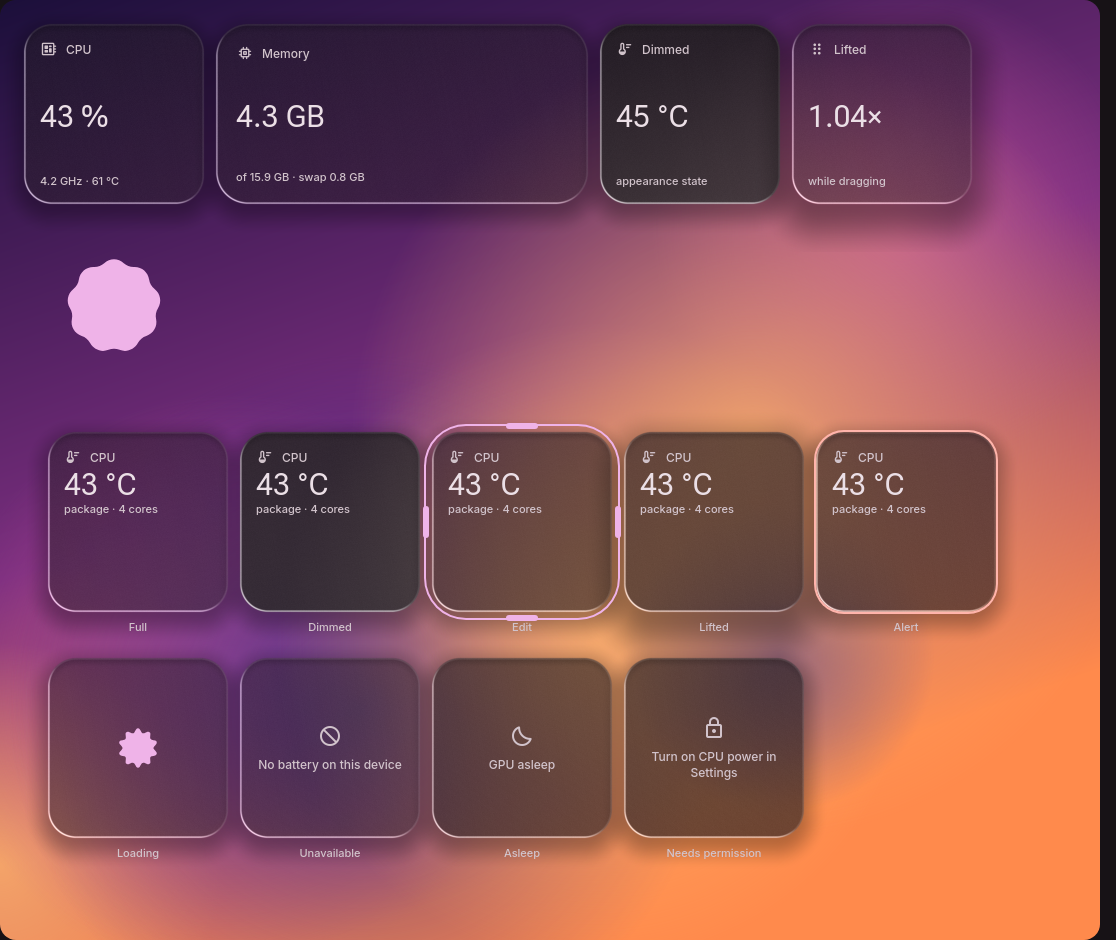 CPU
43 %
4.2 GHz · 61 °C
Memory
4.3 GB
of 15.9 GB · swap 0.8 GB
Dimmed
45 °C
appearance state
Lifted
1.04×
while dragging
CPU
43 °C
package · 4 cores
Full
CPU
43 °C
package · 4 cores
Dimmed
CPU
43 °C
package · 4 cores
Edit
CPU
43 °C
package · 4 cores
Lifted
CPU
43 °C
package · 4 cores
Alert
Loading
No battery on this device
Unavailable
GPU asleep
Asleep
Turn on CPU power in
Settings
Needs permission